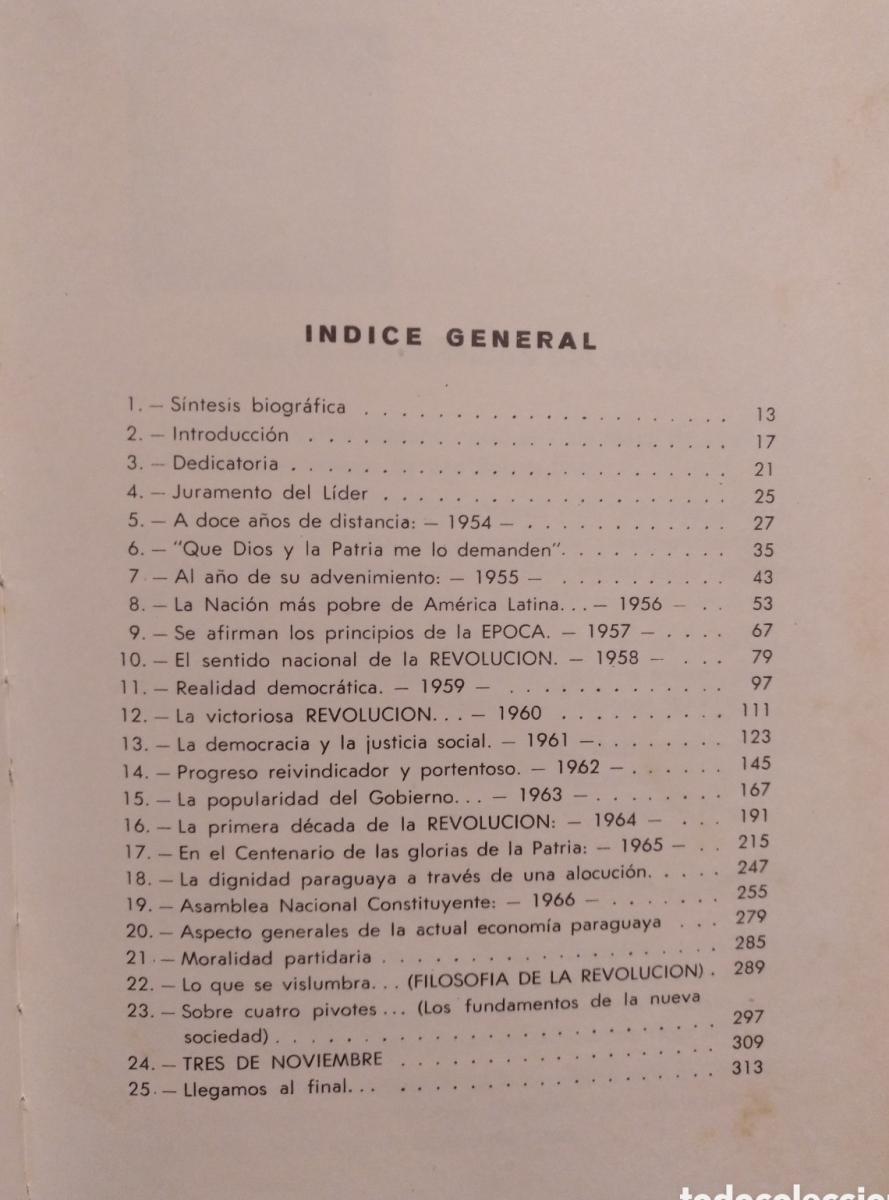 INDICE GENERAL
1. — Síntesis biográfica . . . . . . . . . . . . . . . . . . . . 13
2. — Introducción . . . . . . . . . . . . . . . . . . . . . . . 17
3. — Dedicatoria . . . . . . . . . . . . . . . . . . . . . . . . 21
4. — Juramento del Líder . . . . . . . . . . . . . . . . . . . 25
5. — A doce años de distancia: — 1954 — . . . . . . . . . . . 27
6. — "Que Dios y la Patria me lo demanden". . . . . . . . . . 35
7 — Al año de su advenimiento: — 1955 — . . . . . . . . . 43
8. — La Nación más pobre de América Latina. . . — 1956 — . . 53
9. — Se afirman los principios de la EPOCA. — 1957 — . . . . 67
10. — El sentido nacional de la REVOLUCION. — 1958 — . . . 79
11. — Realidad democrática. — 1959 — . . . . . . . . . . . . 97
12. — La victoriosa REVOLUCION. . . — 1960 . . . . . . . . . 111
13. — La democracia y la justicia social. — 1961 —. . . . . . . 123
14. — Progreso reivindicador y portentoso. — 1962 — . . . . . 145
15. — La popularidad del Gobierno. . . — 1963 — . . . . . . . 167
16. — La primera década de la REVOLUCION: — 1964 — . . . 191
17. — En el Centenario de las glorias de la Patria: — 1965 — . . 215
18. — La dignidad paraguaya a través de una alocución. . . . . 247
19. — Asamblea Nacional Constituyente: — 1966 — . . . . . . 255
20. — Aspecto generales de la actual economía paraguaya . . . 279
21. — Moralidad partidaria . . . . . . . . . . . . . . . . . . . 285
22. — Lo que se vislumbra. . . (FILOSOFIA DE LA REVOLUCION) . 289
23. — Sobre cuatro pivotes . . . (Los fundamentos de la nueva
sociedad) . . . . . . . . . . . . . . . . . . . . . . . . 297
24. — TRES DE NOVIEMBRE . . . . . . . . . . . . . . . . . . 309
25. — Llegamos al final. . . . . . . . . . . . . . . . . . . . 313
todocoleccion